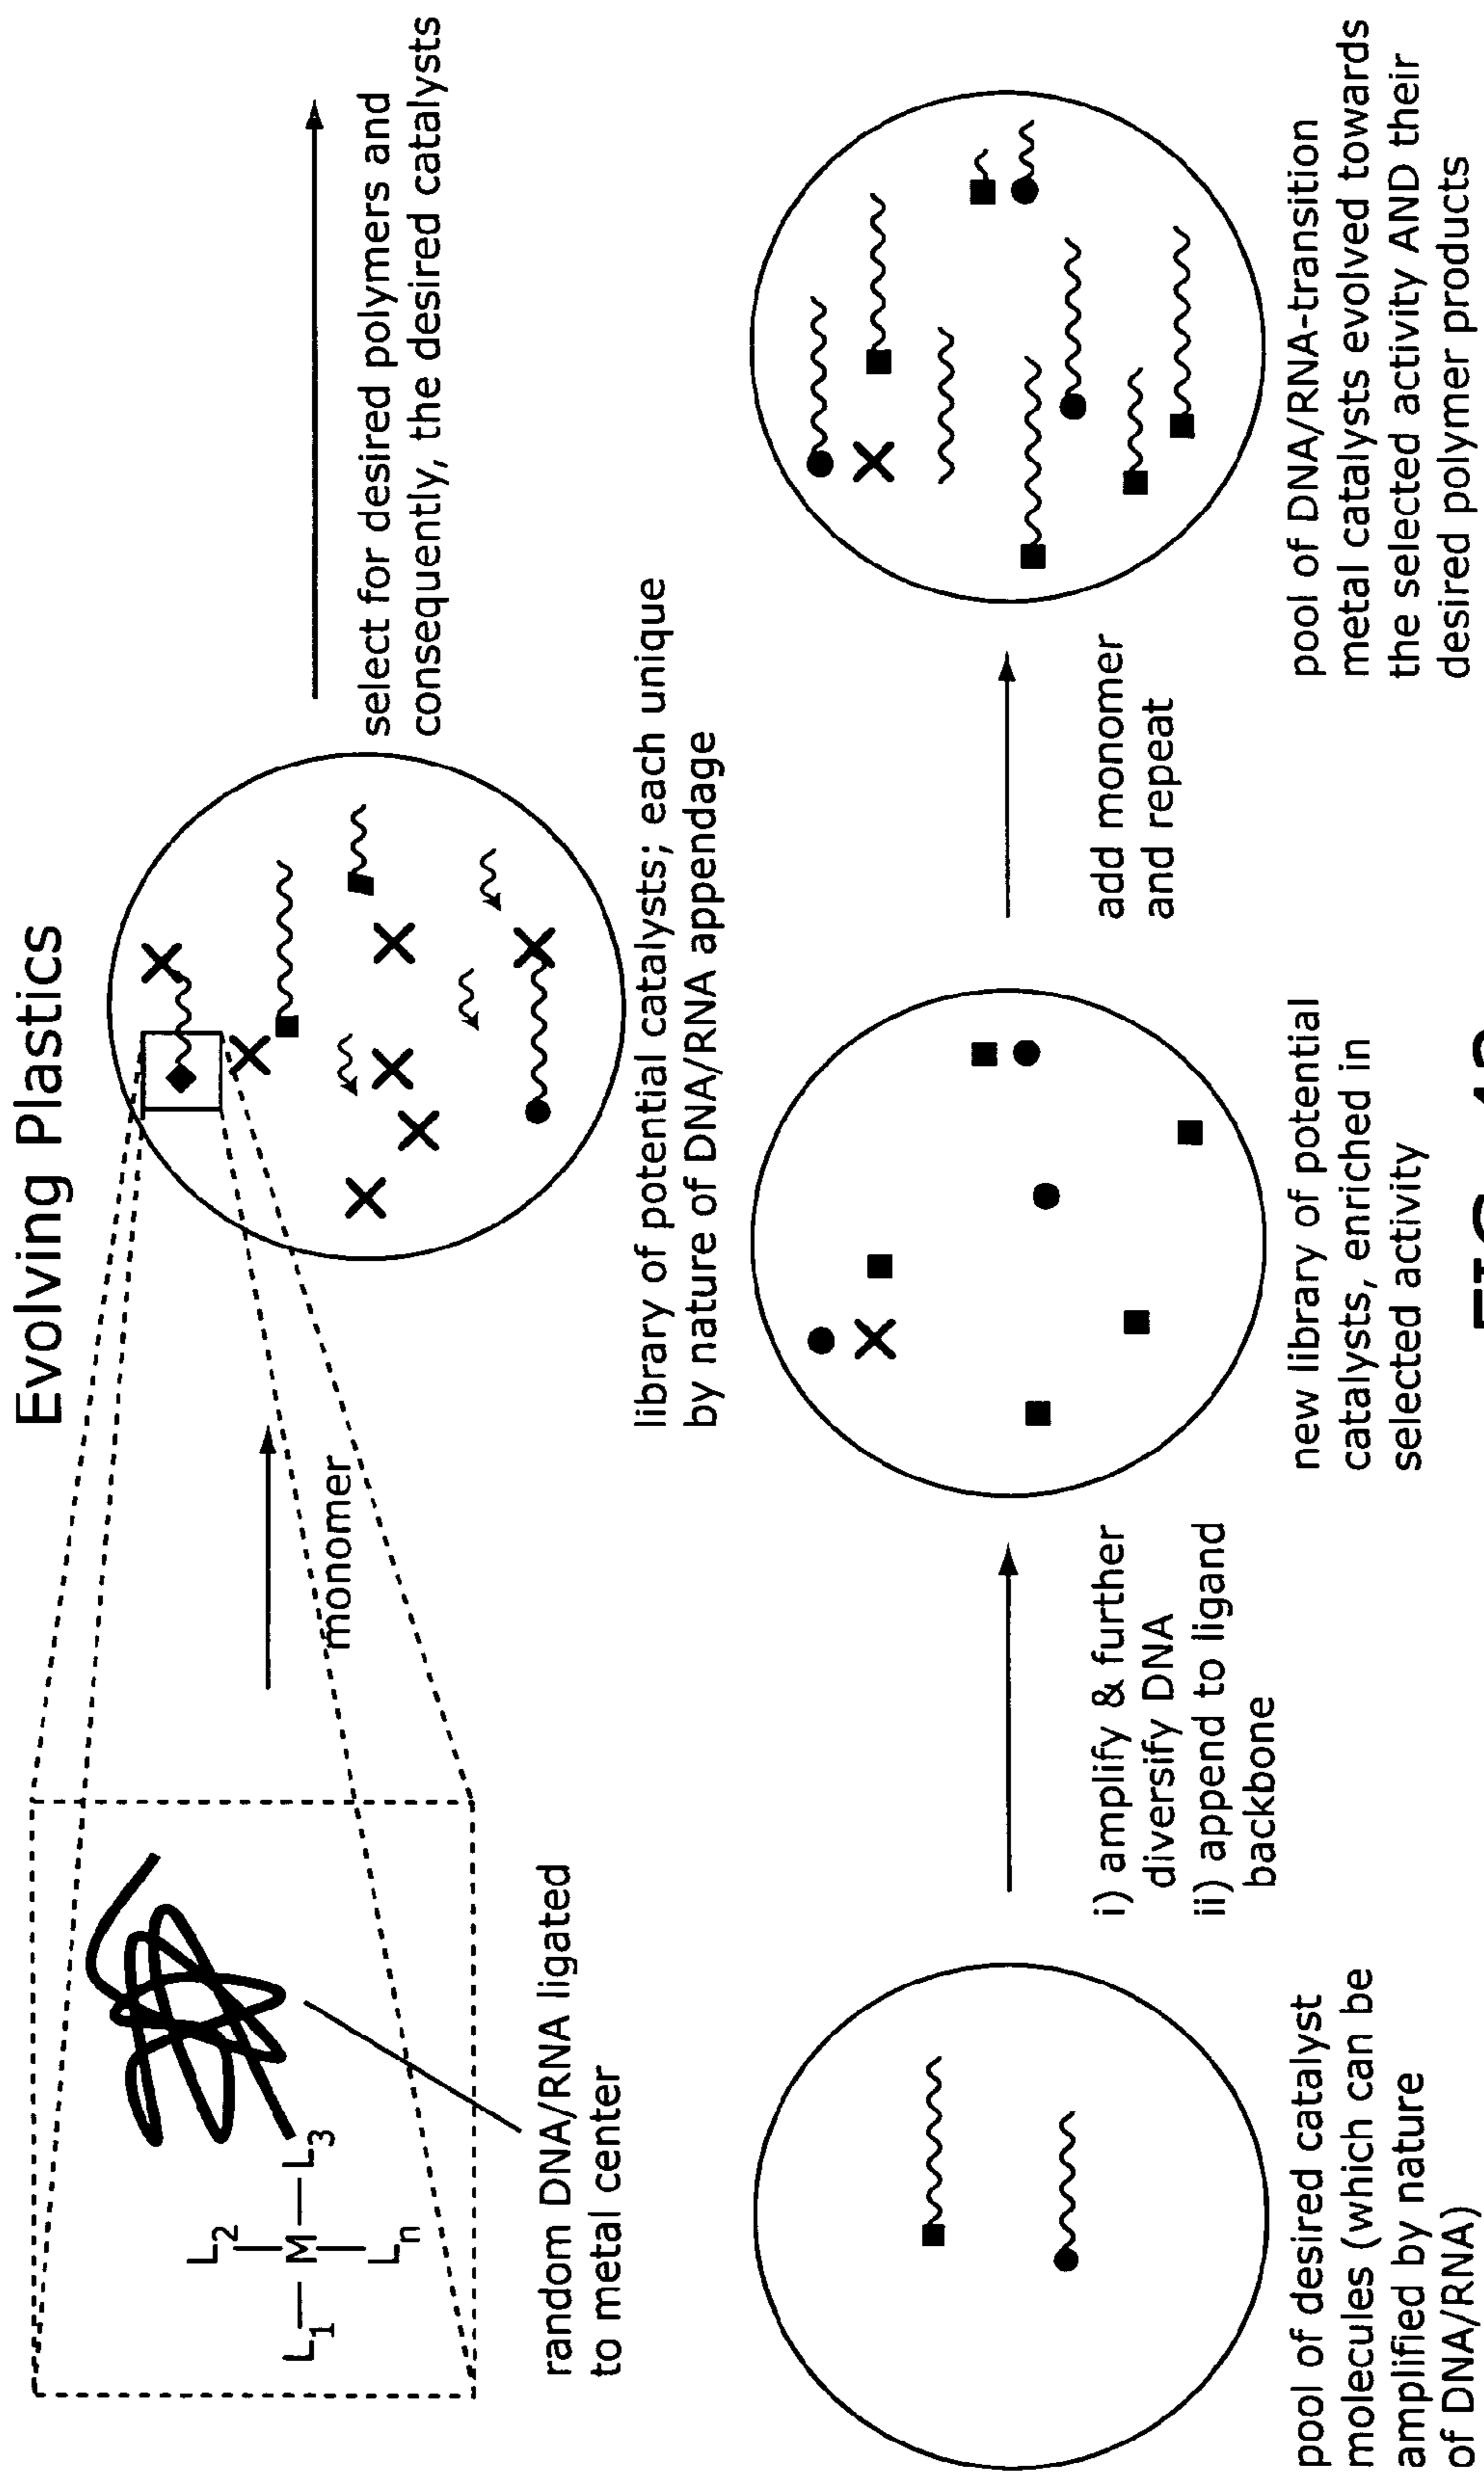 Evolving Plastics
L1
L2
M
L3
Ln
random DNA/RNA ligated
to metal center
monomer
library of potential catalysts; each unique
by nature of DNA/RNA appendage
select for desired polymers and
consequently, the desired catalysts
pool of desired catalyst
molecules (which can be
amplified by nature
of DNA/RNA)
i) amplify & further
diversify DNA
ii) append to ligand
backbone
new library of potential
catalysts, enriched in
selected activity
add monomer
and repeat
pool of DNA/RNA-transition
metal catalysts evolved towards
the selected activity AND their
desired polymer products